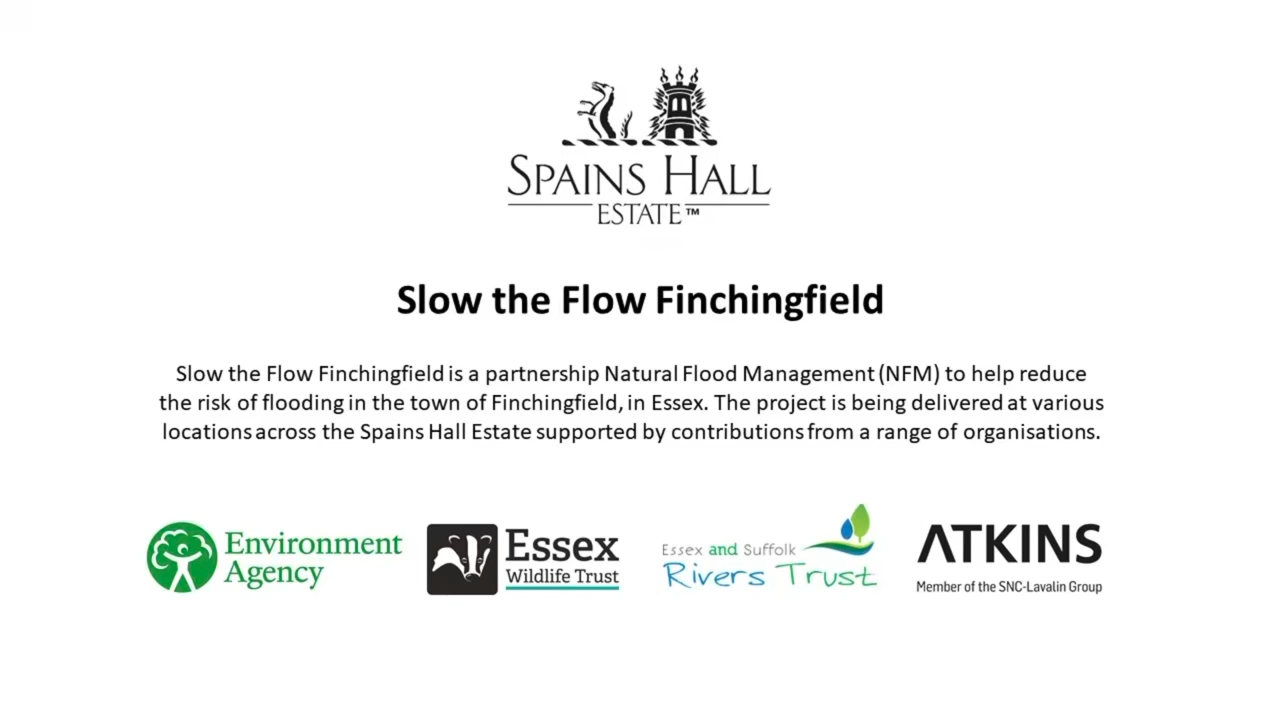 SPAINS HALL
ESTATE™
Slow the Flow Finchingfield
Slow the Flow Finchingfield is a partnership Natural Flood Management (NFM) to help reduce
the risk of flooding in the town of Finchingfield, in Essex. The project is being delivered at various
locations across the Spains Hall Estate supported by contributions from a range of organisations.
Environment
Agency
Essex
Wildlife Trust
Essex and Suffolk
Rivers Trust
ATKINS
Member of the SNC-Lavalin Group